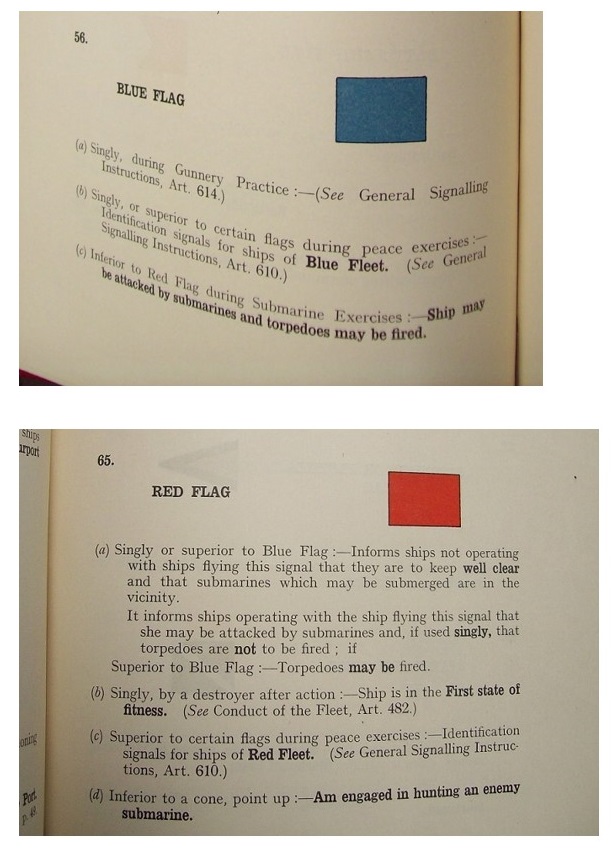 56.
BLUE FLAG
(a) Singly, during Gunnery Practice :—(See General Signalling
Instructions, Art. 614.)
(b) Singly, or superior to certain flags during peace exercises :—
Identification signals for ships of Blue Fleet. (See General
Signalling Instructions, Art. 610.)
(c) Inferior to Red Flag during Submarine Exercises :—Ship may
be attacked by submarines and torpedoes may be fired.
ships
65.
RED FLAG
(a) Singly or superior to Blue Flag :—Informs ships not operating
with ships flying this signal that they are to keep well clear
and that submarines which may be submerged are in the
vicinity.
It informs ships operating with the ship flying this signal that
she may be attacked by submarines and, if used singly, that
torpedoes are not to be fired ; if
Superior to Blue Flag :—Torpedoes may be fired.
(b) Singly, by a destroyer after action :—Ship is in the First state of
fitness. (See Conduct of the Fleet, Art. 482.)
(c) Superior to certain flags during peace exercises :—Identification
signals for ships of Red Fleet. (See General Signalling Instruc-
tions, Art. 610.)
(d) Inferior to a cone, point up :—Am engaged in hunting an enemy
submarine.
Port.